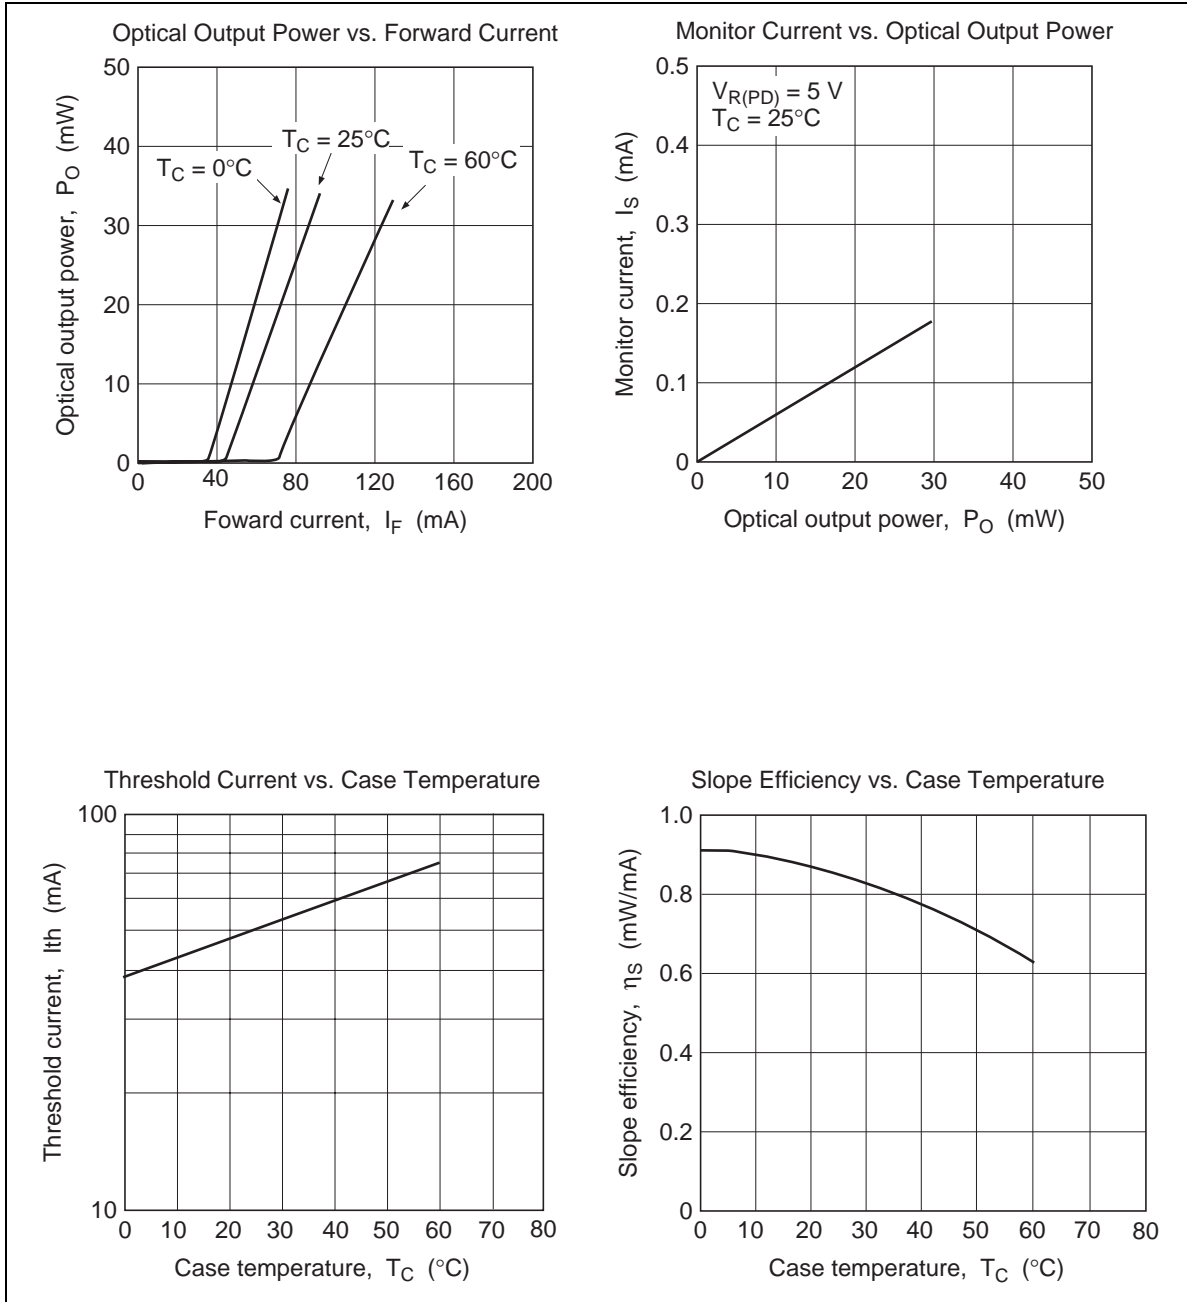 Optical Output Power vs. Forward Current
50
40
30
20
10
0
Optical output power, PO (mW)
TC = 0°C
TC = 25°C
TC = 60°C
0 40 80 120 160 200
Foward current, IF (mA)
Monitor Current vs. Optical Output Power
0.5
0.4
0.3
0.2
0.1
0
Monitor current, IS (mA)
VR(PD) = 5 V
TC = 25°C
0 10 20 30 40 50
Optical output power, PO (mW)
Threshold Current vs. Case Temperature
100
10
Threshold current, Ith (mA)
0 10 20 30 40 50 60 70 80
Case temperature, TC (°C)
Slope Efficiency vs. Case Temperature
1.0
0.8
0.6
0.4
0.2
0
Slope efficiency, ηS (mW/mA)
0 10 20 30 40 50 60 70 80
Case temperature, TC (°C)